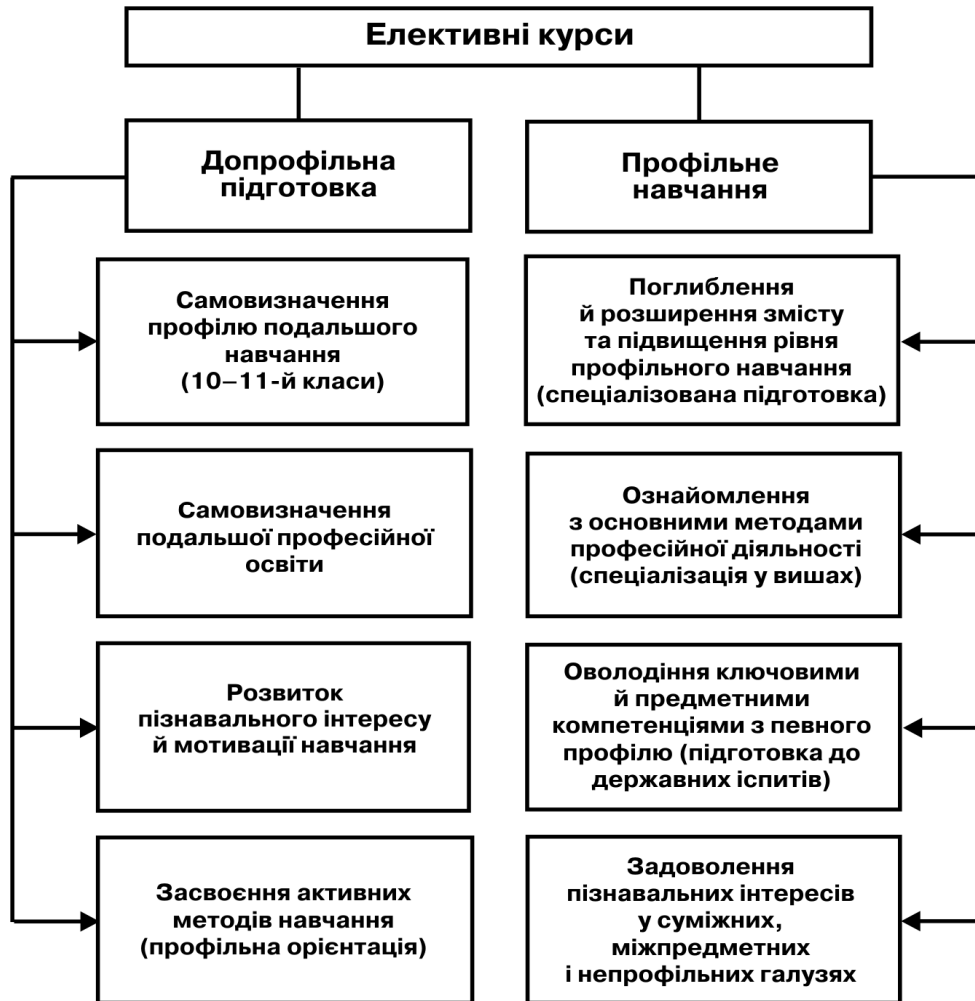 Елективні курси
Допрофільна
підготовка
Профільне
навчання
Самовизначення
профілю подальшого
навчання
(10–11-й класи)
Поглиблення
й розширення змісту
та підвищення рівня
профільного навчання
(спеціалізована підготовка)
Самовизначення
подальшої професійної
освіти
Ознайомлення
з основними методами
професійної діяльності
(спеціалізація у вишах)
Розвиток
пізнавального інтересу
й мотивації навчання
Оволодіння ключовими
й предметними
компетенціями з певного
профілю (підготовка до
державних іспитів)
Засвоєння активних
методів навчання
(профільна орієнтація)
Задоволення
пізнавальних інтересів
у суміжних,
міжпредметних
і непрофільних галузях